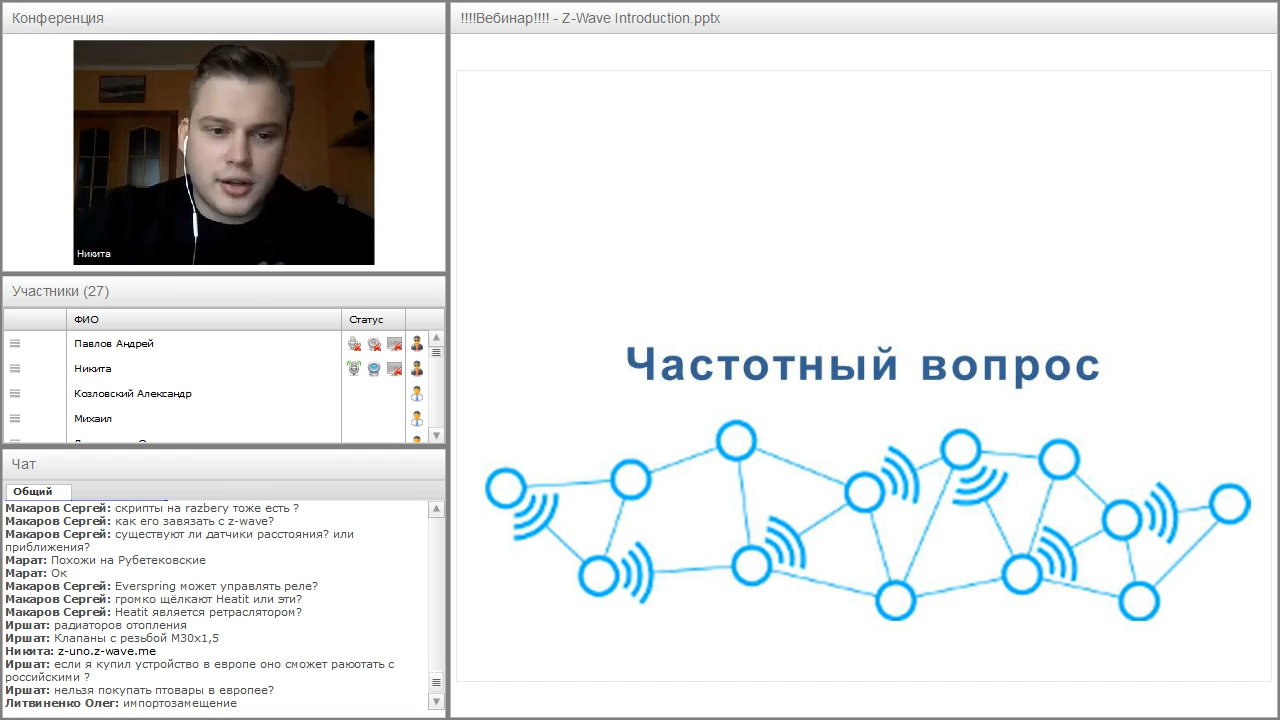 Конференция
Никита
Участники (27)
ФИО
Статус
Павлов Андрей
Никита
Козловский Александр
Михаил
Чат
Общий
Макаров Сергей: скрипты на razbery тоже есть ?
Макаров Сергей: как его завязать с z-wave?
Макаров Сергей: существуют ли датчики расстояния? или
приближения?
Марат: Похожи на Рубетековские
Марат: Ок
Макаров Сергей: Everspring может управлять реле?
Макаров Сергей: громко щёлкают Heatit или эти?
Макаров Сергей: Heatit является ретраслятором?
Иршат: радиаторов отопления
Иршат: Клапаны с резьбой М30х1,5
Никита: z-uno.z-wave.me
Иршат: если я купил устройство в европе оно сможет раюотать с
российскими ?
Иршат: нельзя покупать птовары в европее?
Литвиненко Олег: импортозамещение
!!!!Вебинар!!!! - Z-Wave Introduction.pptx
Частотный вопрос